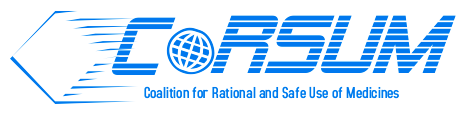 CoRSUM
Coalition for Rational and Safe Use of Medicines